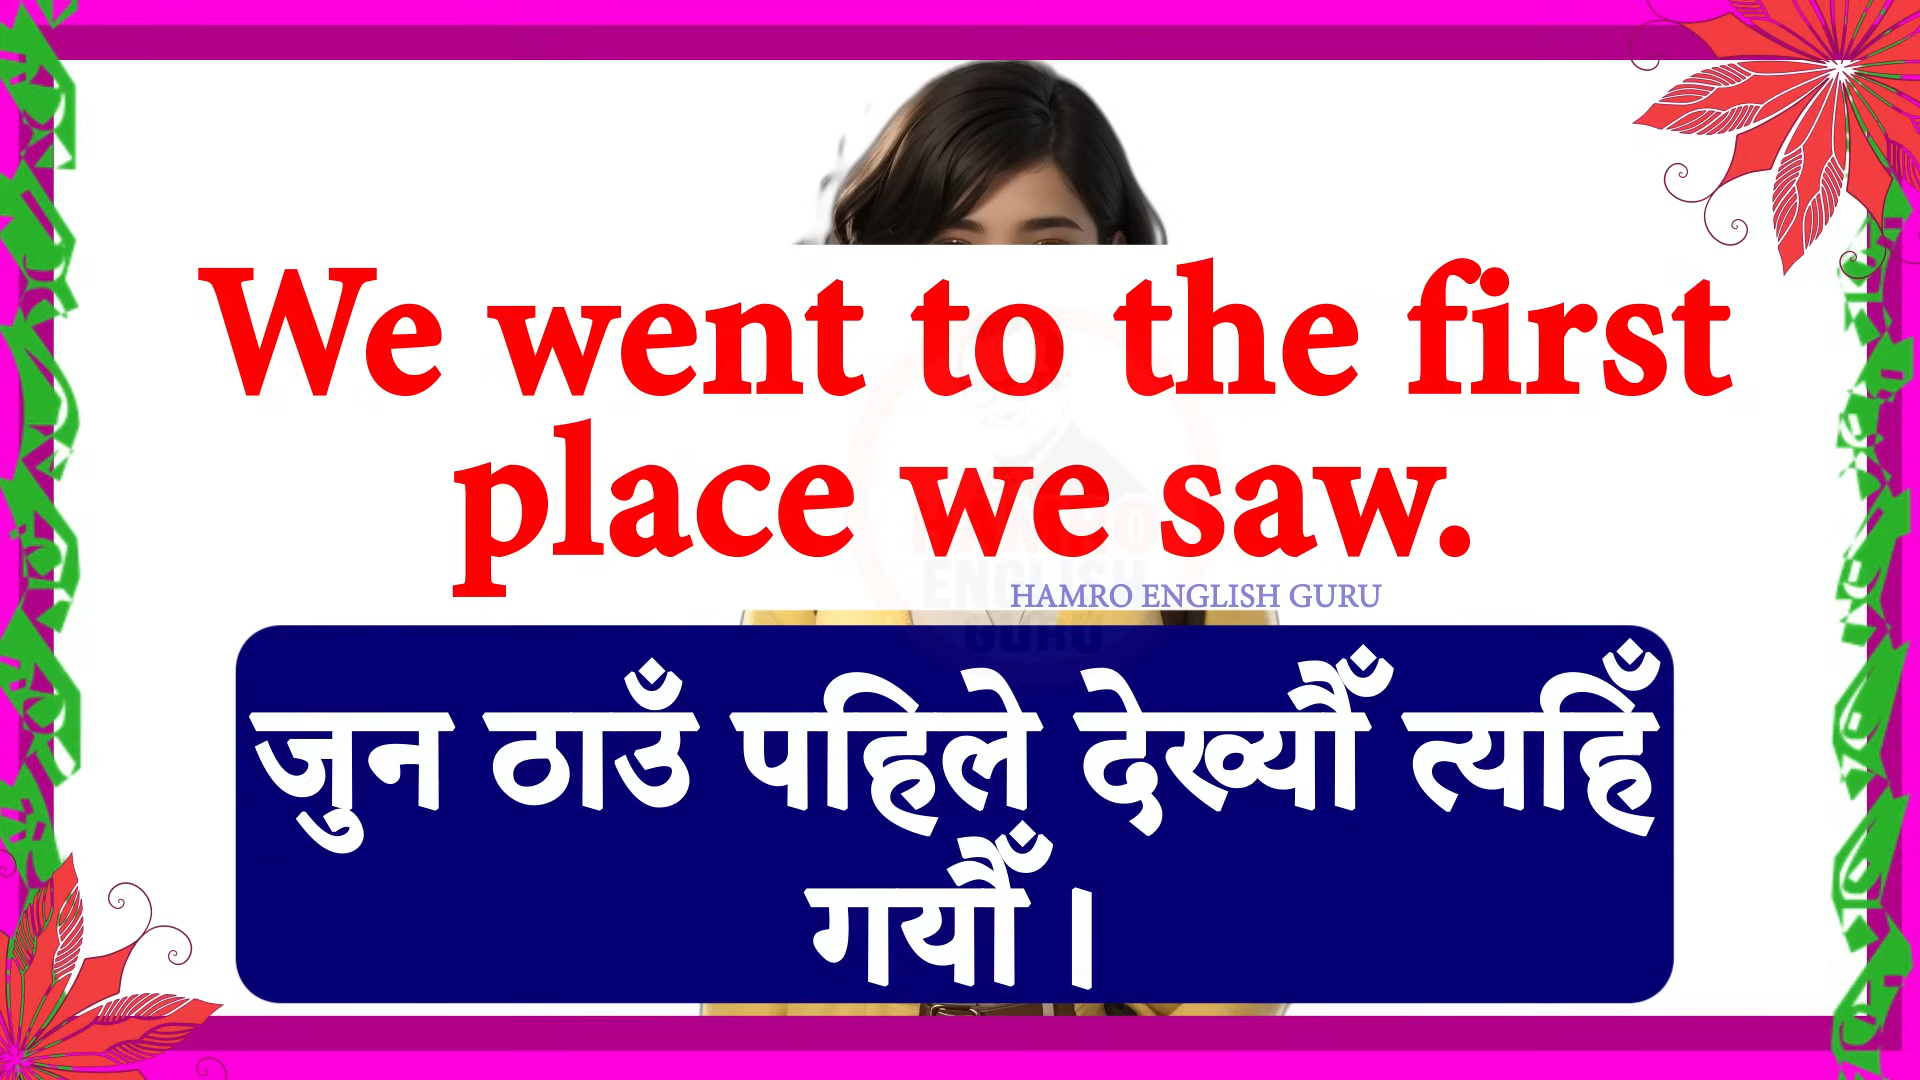 We went to the first
place we saw.
HAMRO ENGLISH GURU
जुन ठाउँ पहिले देख्यौँ त्यहिँ
गयौँ ।